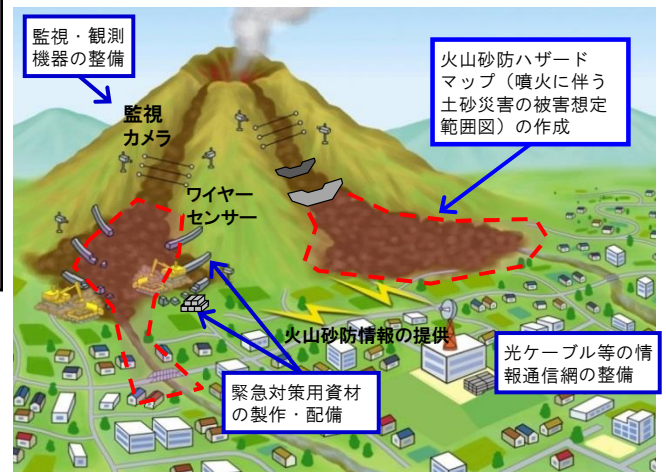 監視・観測
機器の整備
火山砂防ハザード
マップ（噴火に伴う
土砂災害の被害想定
範囲図）の作成
監視
カメラ
ワイヤー
センサー
火山砂防情報の提供
光ケーブル等の情
報通信網の整備
緊急対策用資材
の製作・配備